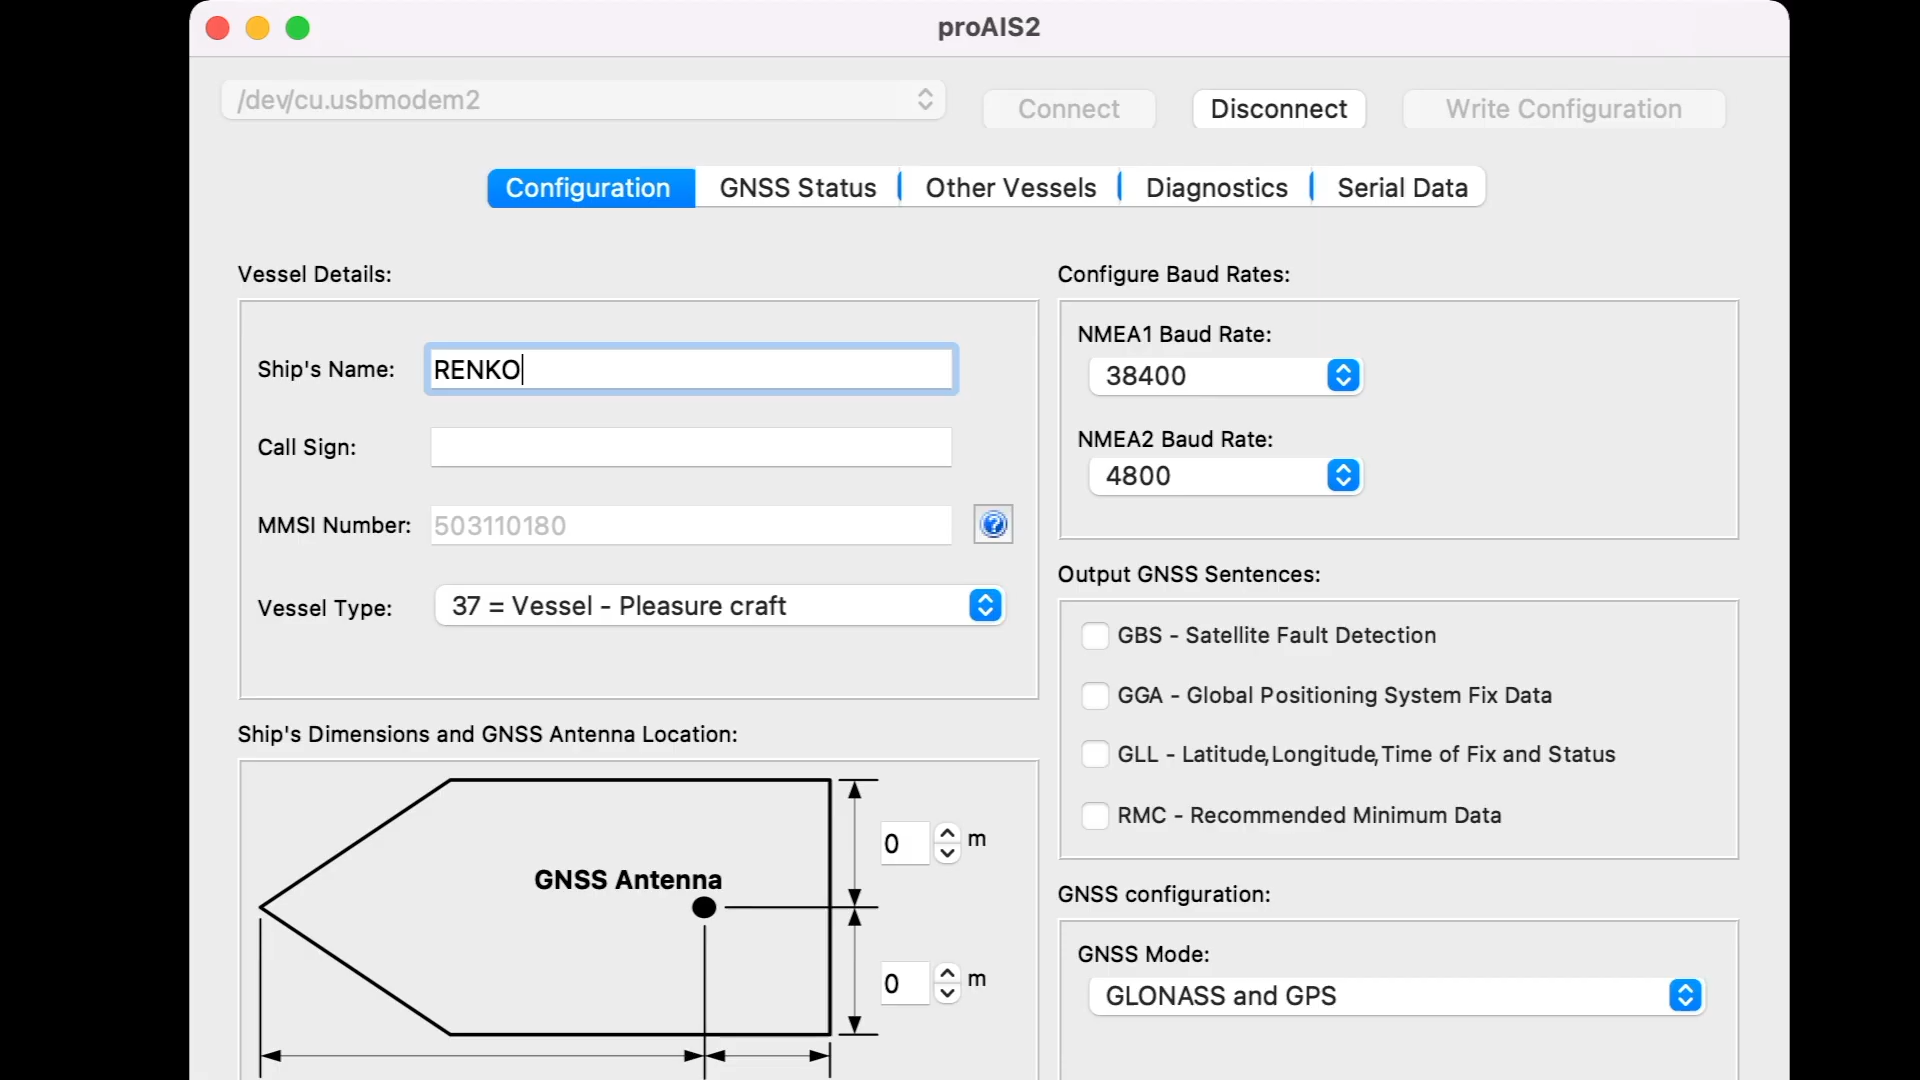 proAIS2
/dev/cu.usbmodem2
Connect
Disconnect
Write Configuration
Configuration
GNSS Status
Other Vessels
Diagnostics
Serial Data
Vessel Details:
Ship's Name:
RENKO
Call Sign:
MMSI Number:
503110180
?
Vessel Type:
37 = Vessel - Pleasure craft
Ship's Dimensions and GNSS Antenna Location:
GNSS Antenna
0
m
0
m
Configure Baud Rates:
NMEA1 Baud Rate:
38400
NMEA2 Baud Rate:
4800
Output GNSS Sentences:
GBS - Satellite Fault Detection
GGA - Global Positioning System Fix Data
GLL - Latitude,Longitude,Time of Fix and Status
RMC - Recommended Minimum Data
GNSS configuration:
GNSS Mode:
GLONASS and GPS